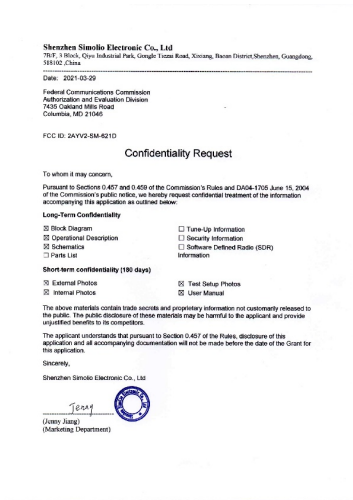 Shenzhen Simolio Electronic Co., Ltd
7B/F, 3 Block, Qiyu Industrial Park, Gongle Tiezai Road, Xixiang, Baoan District,Shenzhen, Guangdong,
518102 ,China
Date: 2021-03-29
Federal Communications Commission
Authorization and Evaluation Division
7435 Oakland Mills Road
Columbia, MD 21046
FCC ID: 2AYV2-SM-621D
Confidentiality Request
To whom it may concern,
Pursuant to Sections 0.457 and 0.459 of the Commission's Rules and DA04-1705 June 15, 2004
of the Commission's public notice, we hereby request confidential treatment of the information
accompanying this application as outlined below:
Long-Term Confidentiality
☒ Block Diagram ☐ Tune-Up Information
☒ Operational Description ☐ Security Information
☒ Schematics ☐ Software Defined Radio (SDR)
☐ Parts List Information
Short-term confidentiality (180 days)
☒ External Photos ☒ Test Setup Photos
☒ Internal Photos ☒ User Manual
The above materials contain trade secrets and proprietary information not customarily released to
the public. The public disclosure of these materials may be harmful to the applicant and provide
unjustified benefits to its competitors.
The applicant understands that pursuant to Section 0.457 of the Rules, disclosure of this
application and all accompanying documentation will not be made before the date of the Grant for
this application.
Sincerely,
Shenzhen Simolio Electronic Co., Ltd
Jenny
(Jenny Jiang)
(Marketing Department)